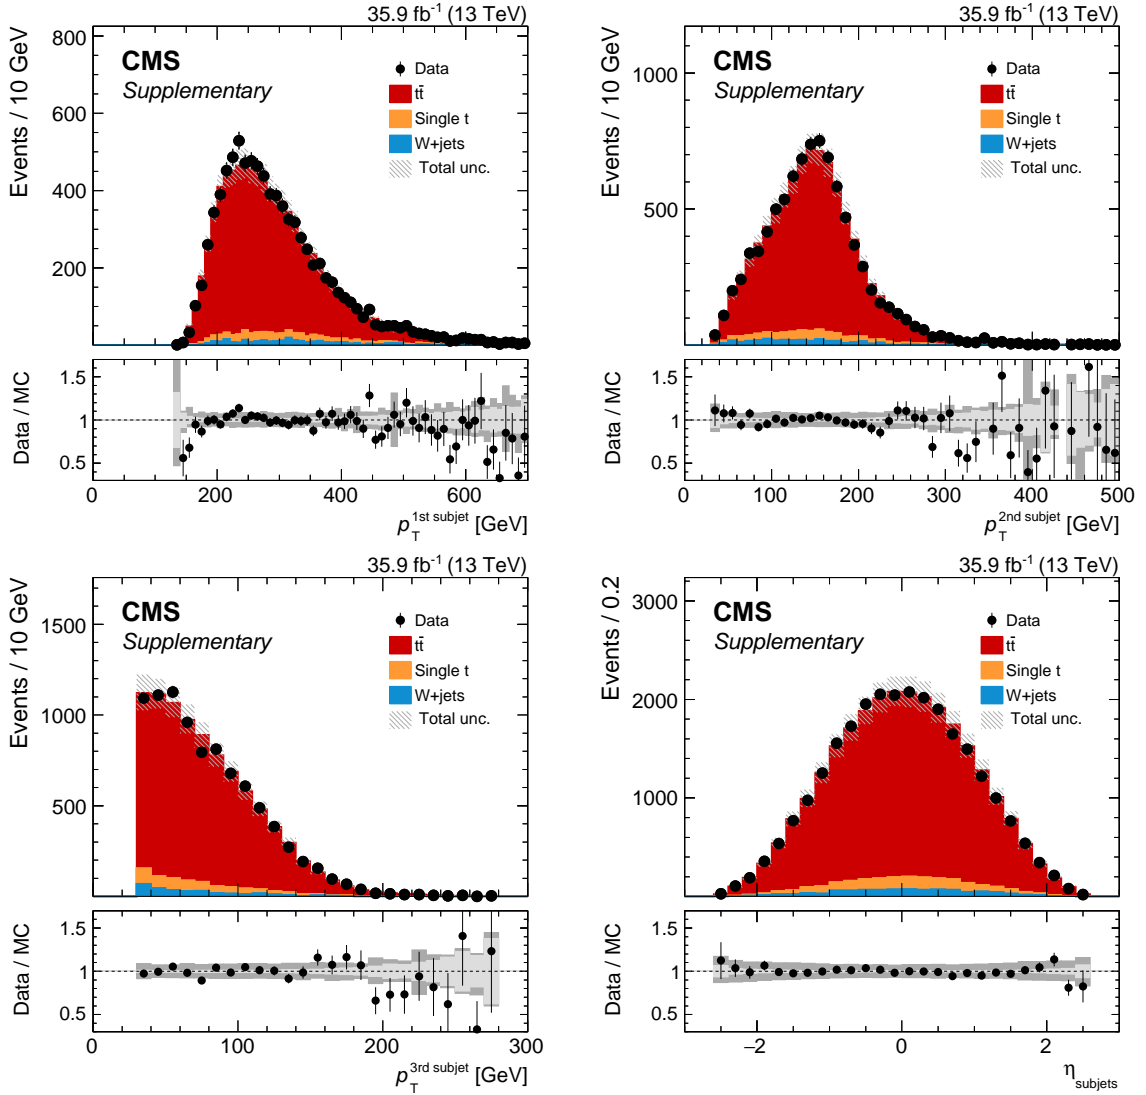 35.9 fb⁻¹ (13 TeV)
CMS
Supplementary
Data
tt̄
Single t
W+jets
Total unc.
Events / 10 GeV
800
600
400
200
Data / MC
1.5
1
0.5
0 200 400 600
p_T^1st subjet [GeV]
35.9 fb⁻¹ (13 TeV)
CMS
Supplementary
Data
tt̄
Single t
W+jets
Total unc.
Events / 10 GeV
1000
500
Data / MC
1.5
1
0.5
0 100 200 300 400 500
p_T^2nd subjet [GeV]
35.9 fb⁻¹ (13 TeV)
CMS
Supplementary
Data
tt̄
Single t
W+jets
Total unc.
Events / 10 GeV
1500
1000
500
Data / MC
1.5
1
0.5
0 100 200 300
p_T^3rd subjet [GeV]
35.9 fb⁻¹ (13 TeV)
CMS
Supplementary
Data
tt̄
Single t
W+jets
Total unc.
Events / 0.2
3000
2000
1000
Data / MC
1.5
1
0.5
−2 0 2
η_subjets